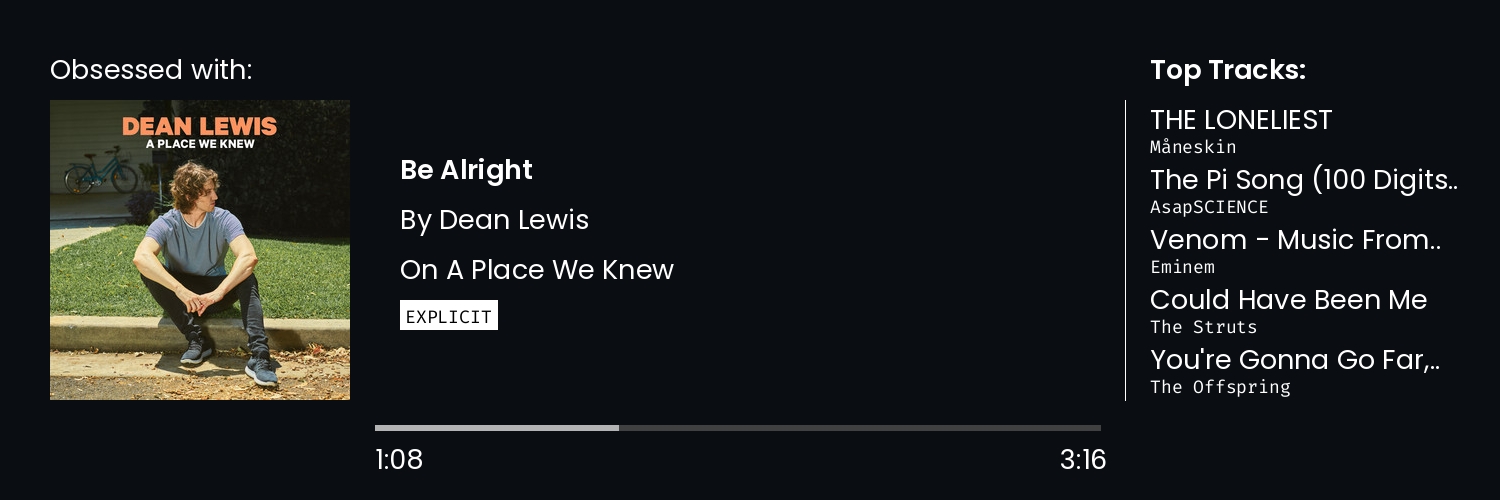 Obsessed with:
DEAN LEWIS
A PLACE WE KNEW
Be Alright
By Dean Lewis
On A Place We Knew
EXPLICIT
1:08
3:16
Top Tracks:
THE LONELIEST
Måneskin
The Pi Song (100 Digits..
AsapSCIENCE
Venom - Music From..
Eminem
Could Have Been Me
The Struts
You're Gonna Go Far,..
The Offspring